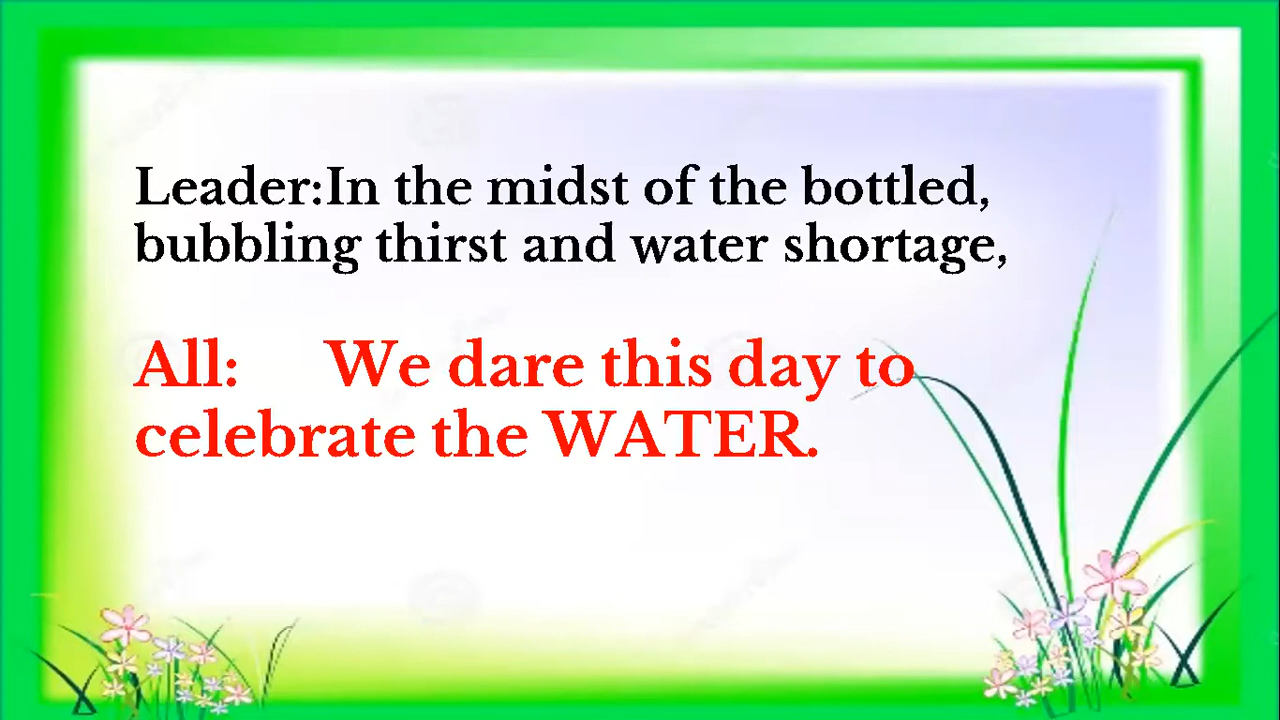 Leader:In the midst of the bottled,
bubbling thirst and water shortage,
All: We dare this day to
celebrate the WATER.